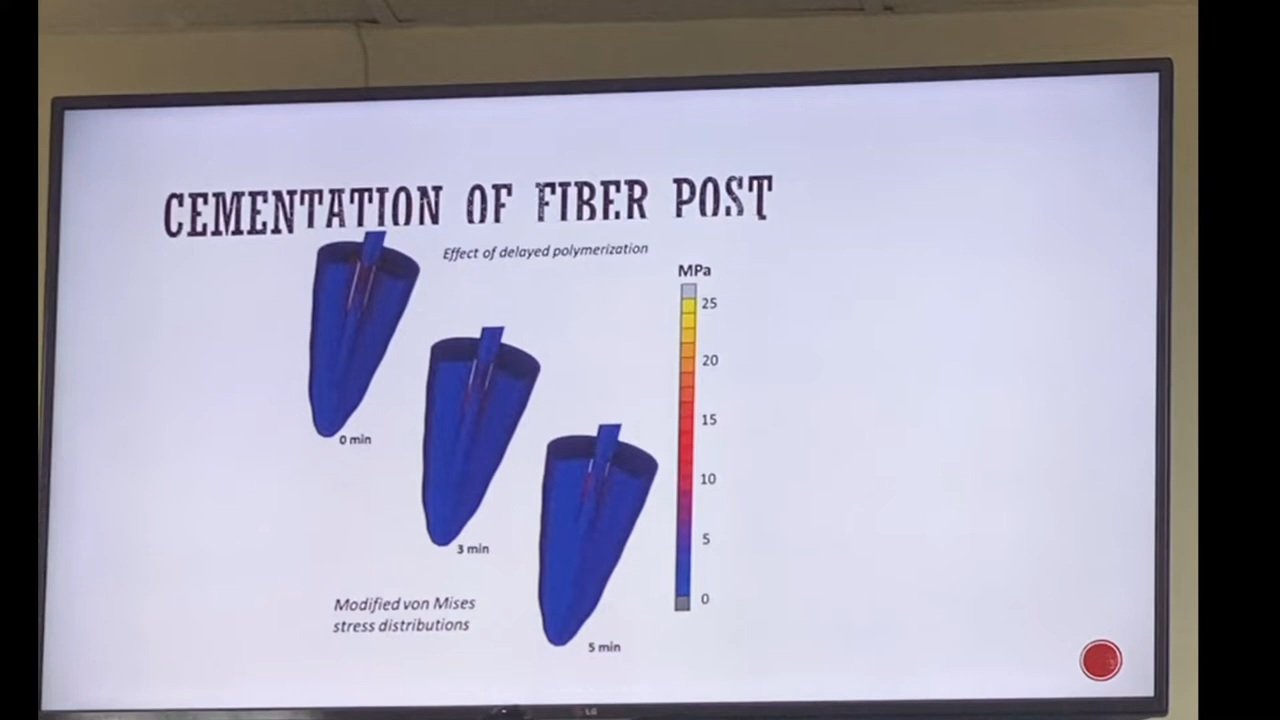 CEMENTATION OF FIBER POST
Effect of delayed polymerization
MPa
25
20
15
10
5
0
0 min
3 min
5 min
Modified von Mises
stress distributions
LG